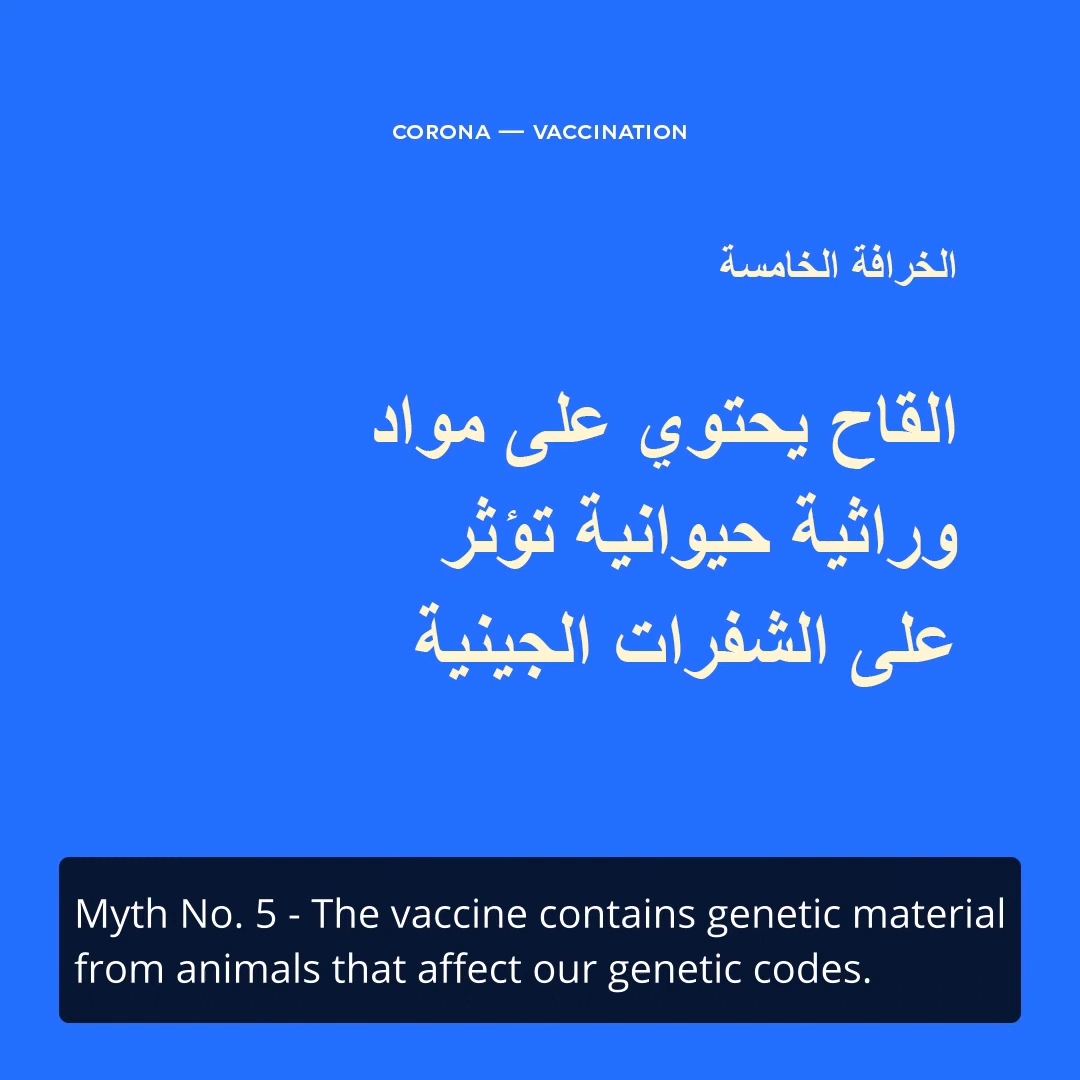 CORONA — VACCINATION
الخرافة الخامسة
القاح يحتوي على مواد
وراثية حيوانية تؤثر
على الشفرات الجينية
Myth No. 5 - The vaccine contains genetic material
from animals that affect our genetic codes.